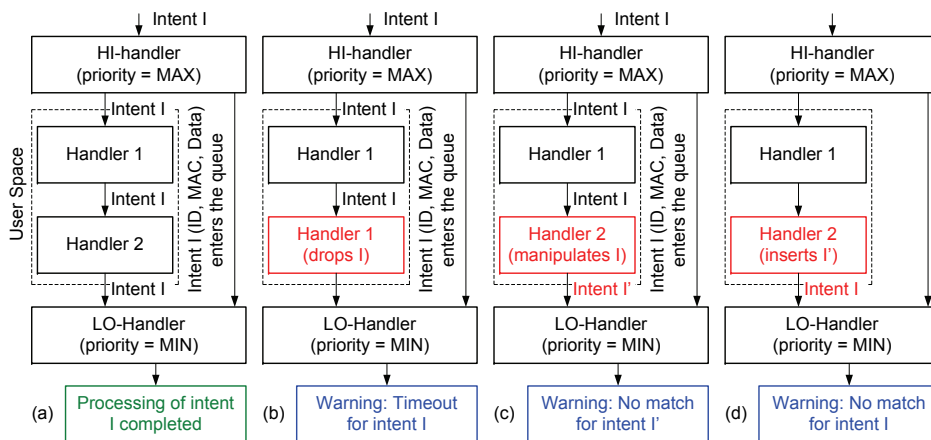 Intent I
HI-handler
(priority = MAX)
Intent I
User Space
Handler 1
Intent I
Handler 2
Intent I
Intent I (ID, MAC, Data)
enters the queue
LO-Handler
(priority = MIN)
(a)
Processing of intent
I completed
Intent I
HI-handler
(priority = MAX)
Intent I
Handler 1
Intent I
Handler 1
(drops I)
Intent I (ID, MAC, Data)
enters the queue
LO-Handler
(priority = MIN)
(b)
Warning: Timeout
for intent I
Intent I
HI-handler
(priority = MAX)
Intent I
Handler 1
Intent I
Handler 2
(manipulates I)
Intent I'
Intent I (ID, MAC, Data)
enters the queue
LO-Handler
(priority = MIN)
(c)
Warning: No match
for intent I'
HI-handler
(priority = MAX)
Handler 1
Handler 2
(inserts I')
Intent I
LO-Handler
(priority = MIN)
(d)
Warning: No match
for intent I